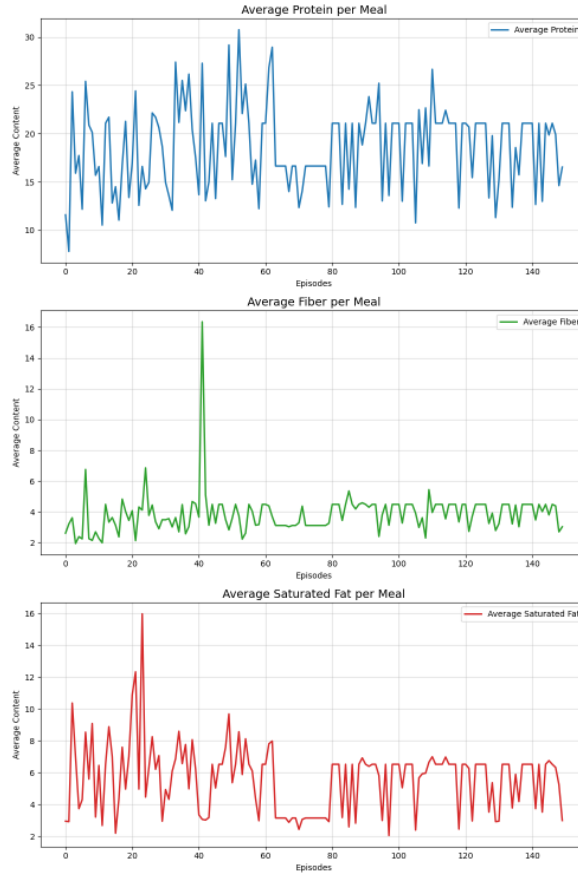 Average Protein per Meal
Average Protein
30
25
20
15
10
Average Content
0 20 40 60 80 100 120 140
Episodes
Average Fiber per Meal
Average Fiber
16
14
12
10
8
6
4
2
Average Content
0 20 40 60 80 100 120 140
Episodes
Average Saturated Fat per Meal
Average Saturated Fat
16
14
12
10
8
6
4
2
Average Content
0 20 40 60 80 100 120 140
Episodes